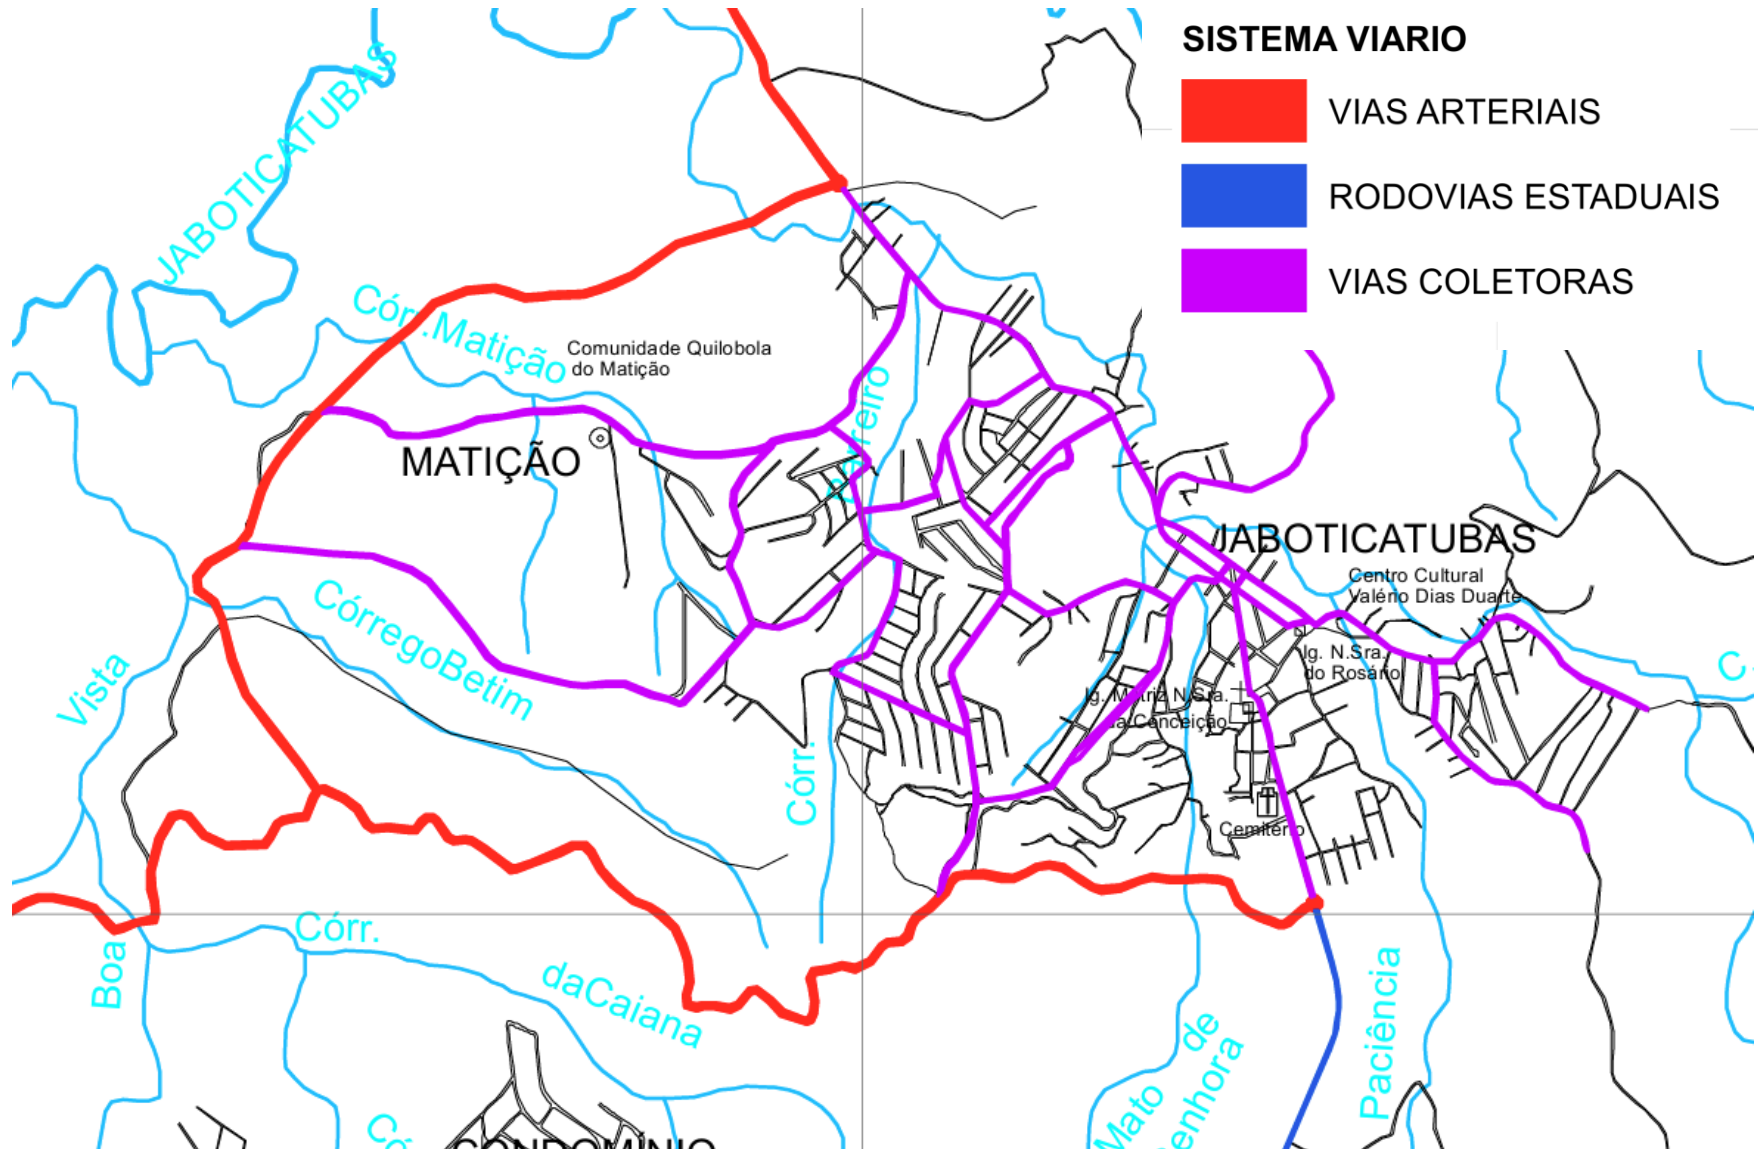 SISTEMA VIARIO
VIAS ARTERIAIS
RODOVIAS ESTADUAIS
VIAS COLETORAS
JABOTICATUBAS
Córr.Matição
Comunidade Quilobola
do Matição
MATIÇÃO
JABOTICATUBAS
Centro Cultural
Valério Dias Duarte
CórregoBetim
Vista
Ig. N.Sra.
do Rosário
Ig. Matriz N.Sra.
da Conceição
Córr.
Cemitério
Boa
Córr.
daCaiana
Paciência
de
Mato
CONDOMÍNIO